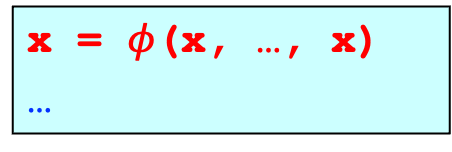 x = ϕ(x, …, x)
…